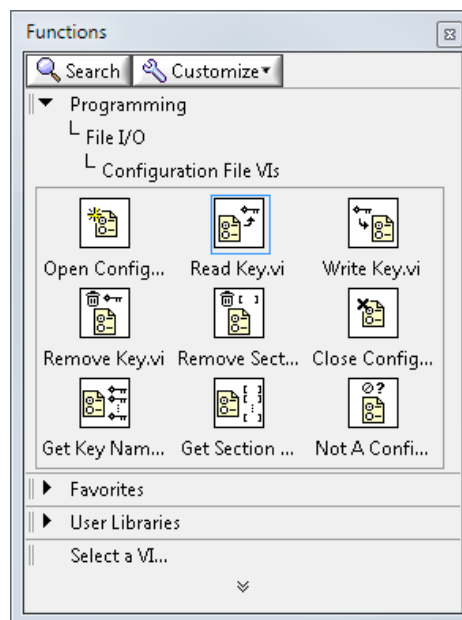 Functions
Search Customize
Programming
File I/O
Configuration File VIs
Open Config... Read Key.vi Write Key.vi
Remove Key.vi Remove Sect... Close Config...
Get Key Nam... Get Section ... Not A Confi...
Favorites
User Libraries
Select a VI...